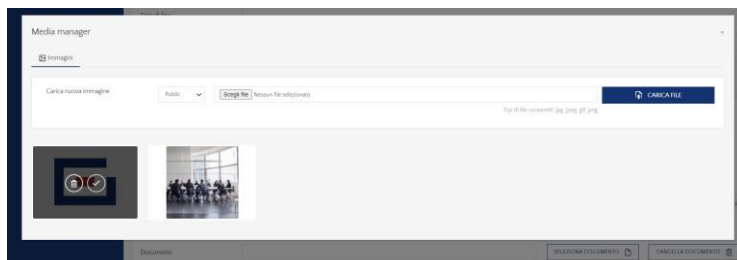 Media manager
Immagini
Carica nuova immagine
Public
Scegli file Nessun file selezionato
CARICA FILE
Tipi di file consentiti: jpg, jpeg, gif, png
Documento
SELEZIONA DOCUMENTO
CANCELLA DOCUMENTO